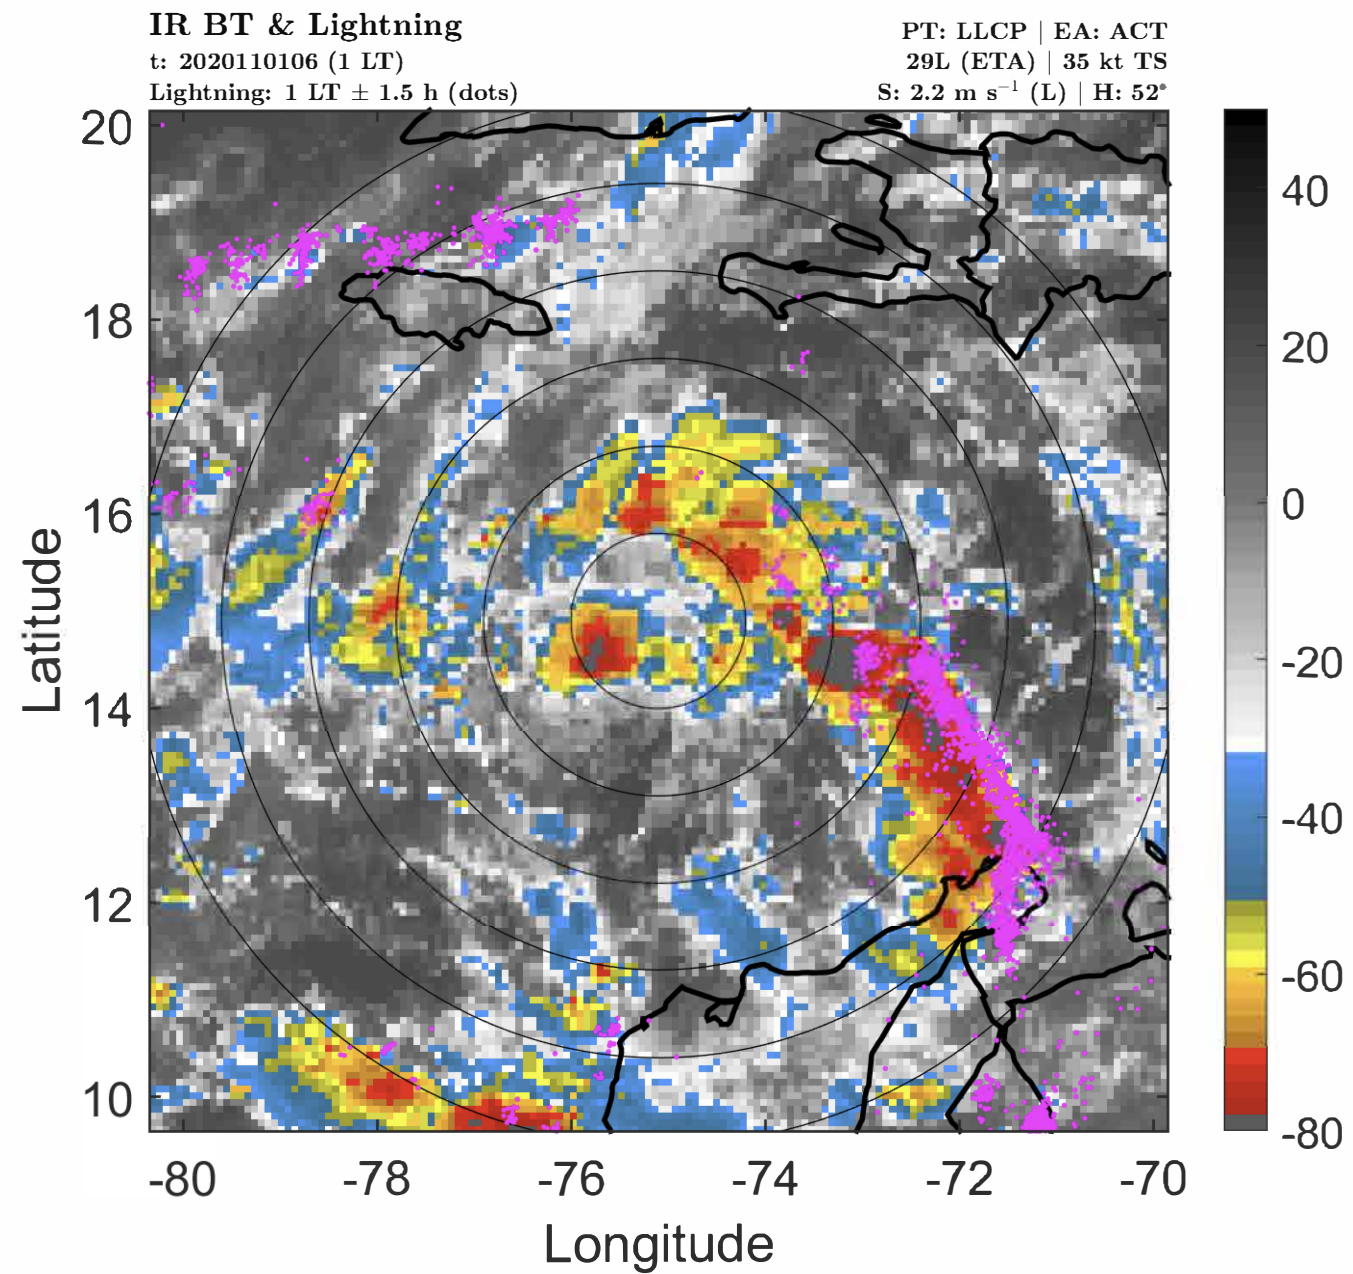 IR BT & Lightning
t: 2020110106 (1 LT)
Lightning: 1 LT ± 1.5 h (dots)
PT: LLCP | EA: ACT
29L (ETA) | 35 kt TS
S: 2.2 m s⁻¹ (L) | H: 52°
20
18
16
14
12
10
Latitude
-80
-78
-76
-74
-72
-70
Longitude
40
20
0
-20
-40
-60
-80